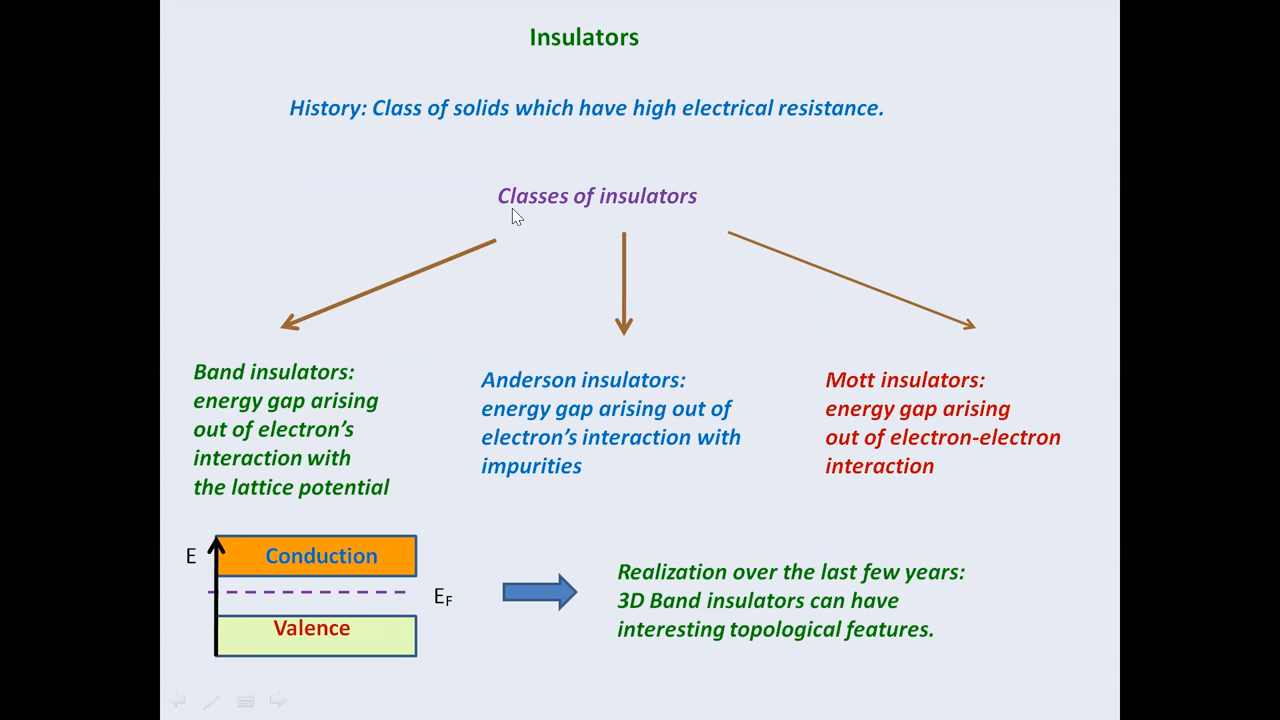 Insulators
History: Class of solids which have high electrical resistance.
Classes of insulators
Band insulators:
energy gap arising
out of electron’s
interaction with
the lattice potential
Anderson insulators:
energy gap arising out of
electron’s interaction with
impurities
Mott insulators:
energy gap arising
out of electron-electron
interaction
E
Conduction
EF
Valence
Realization over the last few years:
3D Band insulators can have
interesting topological features.